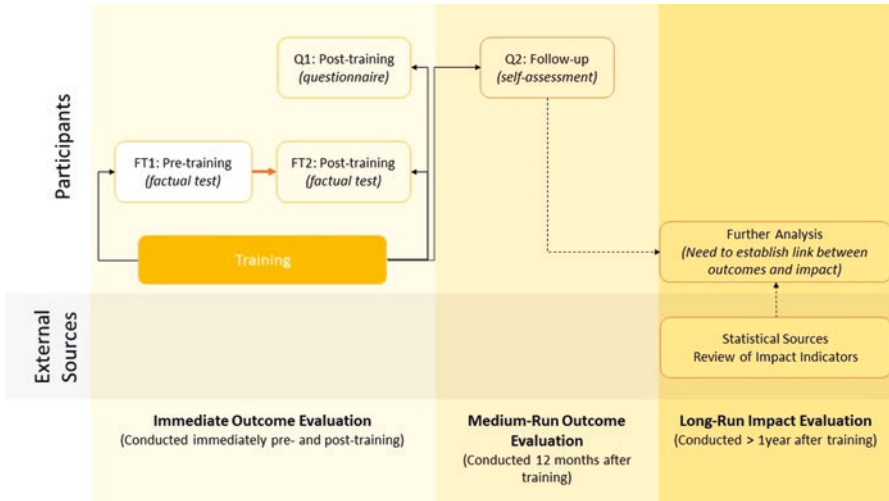 Participants
External
Sources
Q1: Post-training
(questionnaire)
Q2: Follow-up
(self-assessment)
FT1: Pre-training
(factual test)
FT2: Post-training
(factual test)
Training
Further Analysis
(Need to establish link between
outcomes and impact)
Statistical Sources
Review of Impact Indicators
Immediate Outcome Evaluation
(Conducted immediately pre- and post-training)
Medium-Run Outcome
Evaluation
(Conducted 12 months after
training)
Long-Run Impact Evaluation
(Conducted > 1year after training)